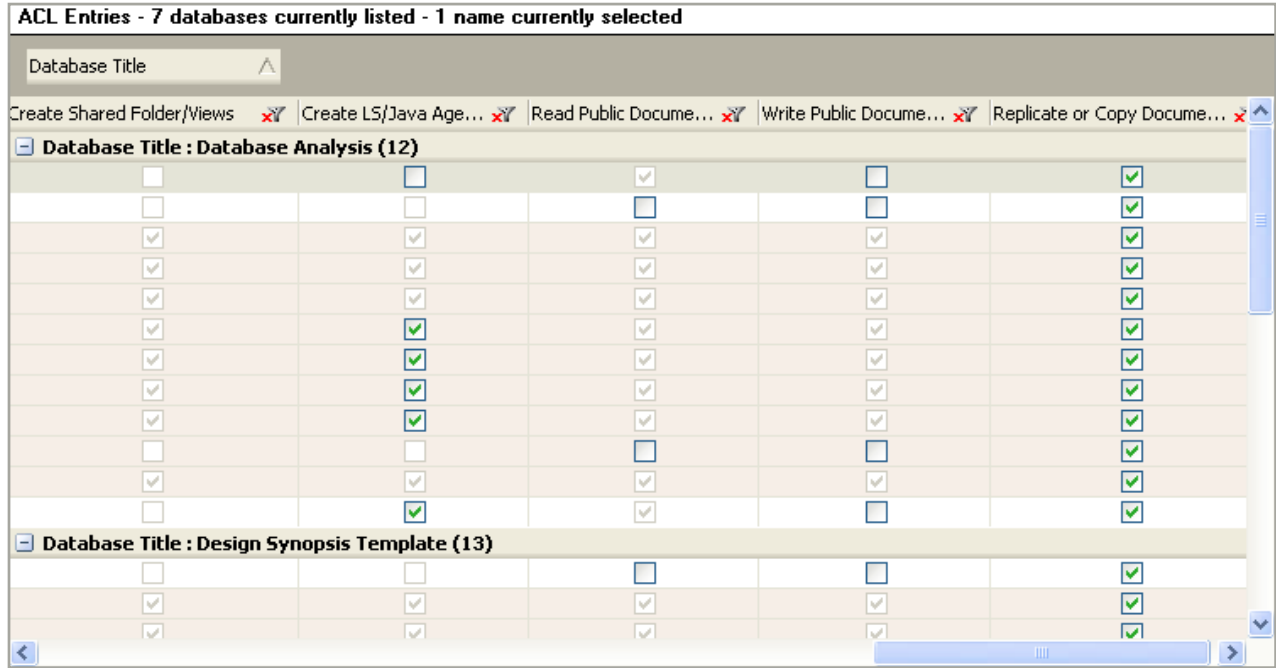 ACL Entries - 7 databases currently listed - 1 name currently selected
Database Title
Create Shared Folder/Views Create LS/Java Age... Read Public Docume... Write Public Docume... Replicate or Copy Docume...
Database Title : Database Analysis (12)
Database Title : Design Synopsis Template (13)